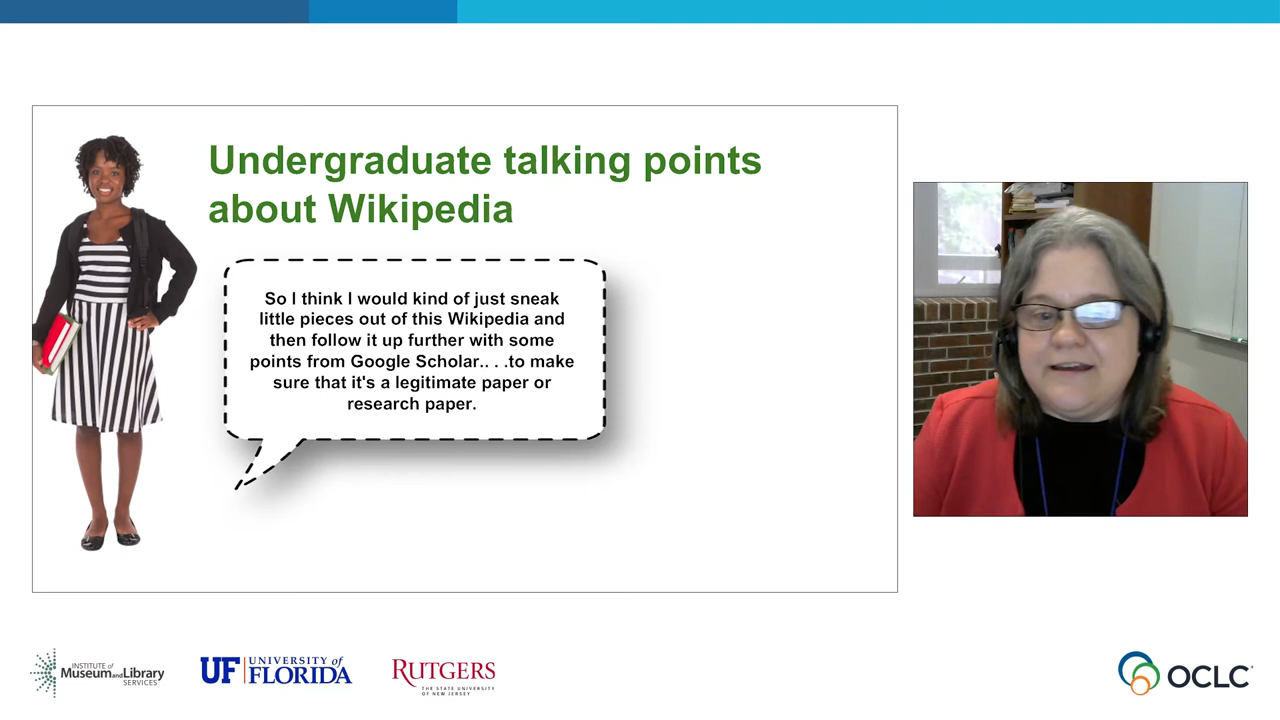 Undergraduate talking points
about Wikipedia
So I think I would kind of just sneak
little pieces out of this Wikipedia and
then follow it up further with some
points from Google Scholar.. . .to make
sure that it's a legitimate paper or
research paper.
INSTITUTE of
Museum and Library
SERVICES
UF UNIVERSITY of
FLORIDA
RUTGERS
THE STATE UNIVERSITY
OF NEW JERSEY
OCLC